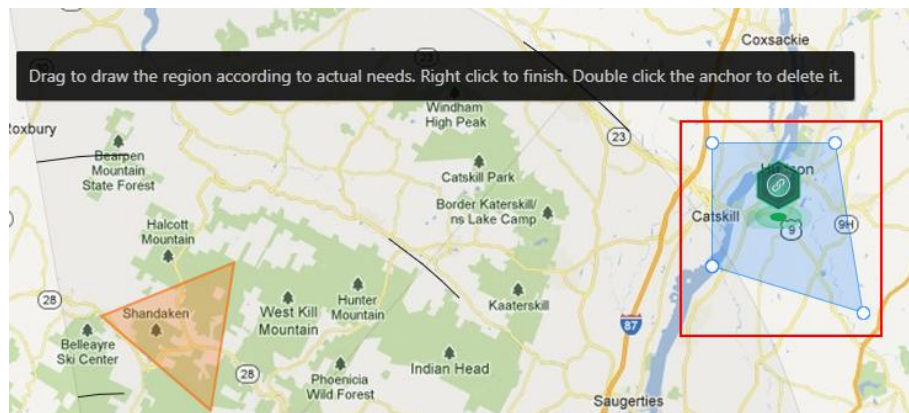 Coxsackie
23
Drag to draw the region according to actual needs. Right click to finish. Double click the anchor to delete it.
Windham
High Peak
Roxbury
23
Bearpen
Mountain
State Forest
Catskill Park
Border Katerskill/
ns Lake Camp
Catskill
9
9H
Halcott
Mountain
28
Shandaken
West Kill
Mountain
Hunter
Mountain
Kaaterskill
87
Belleayre
Ski Center
28
Phoenicia
Wild Forest
Indian Head
Saugerties